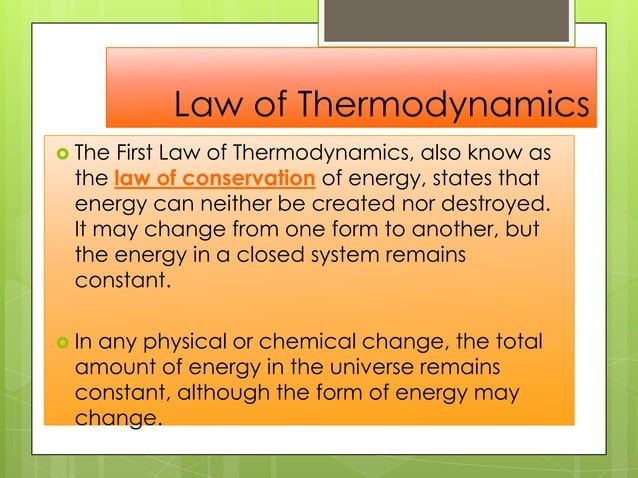 Law of Thermodynamics
The First Law of Thermodynamics, also know as
the law of conservation of energy, states that
energy can neither be created nor destroyed.
It may change from one form to another, but
the energy in a closed system remains
constant.
In any physical or chemical change, the total
amount of energy in the universe remains
constant, although the form of energy may
change.